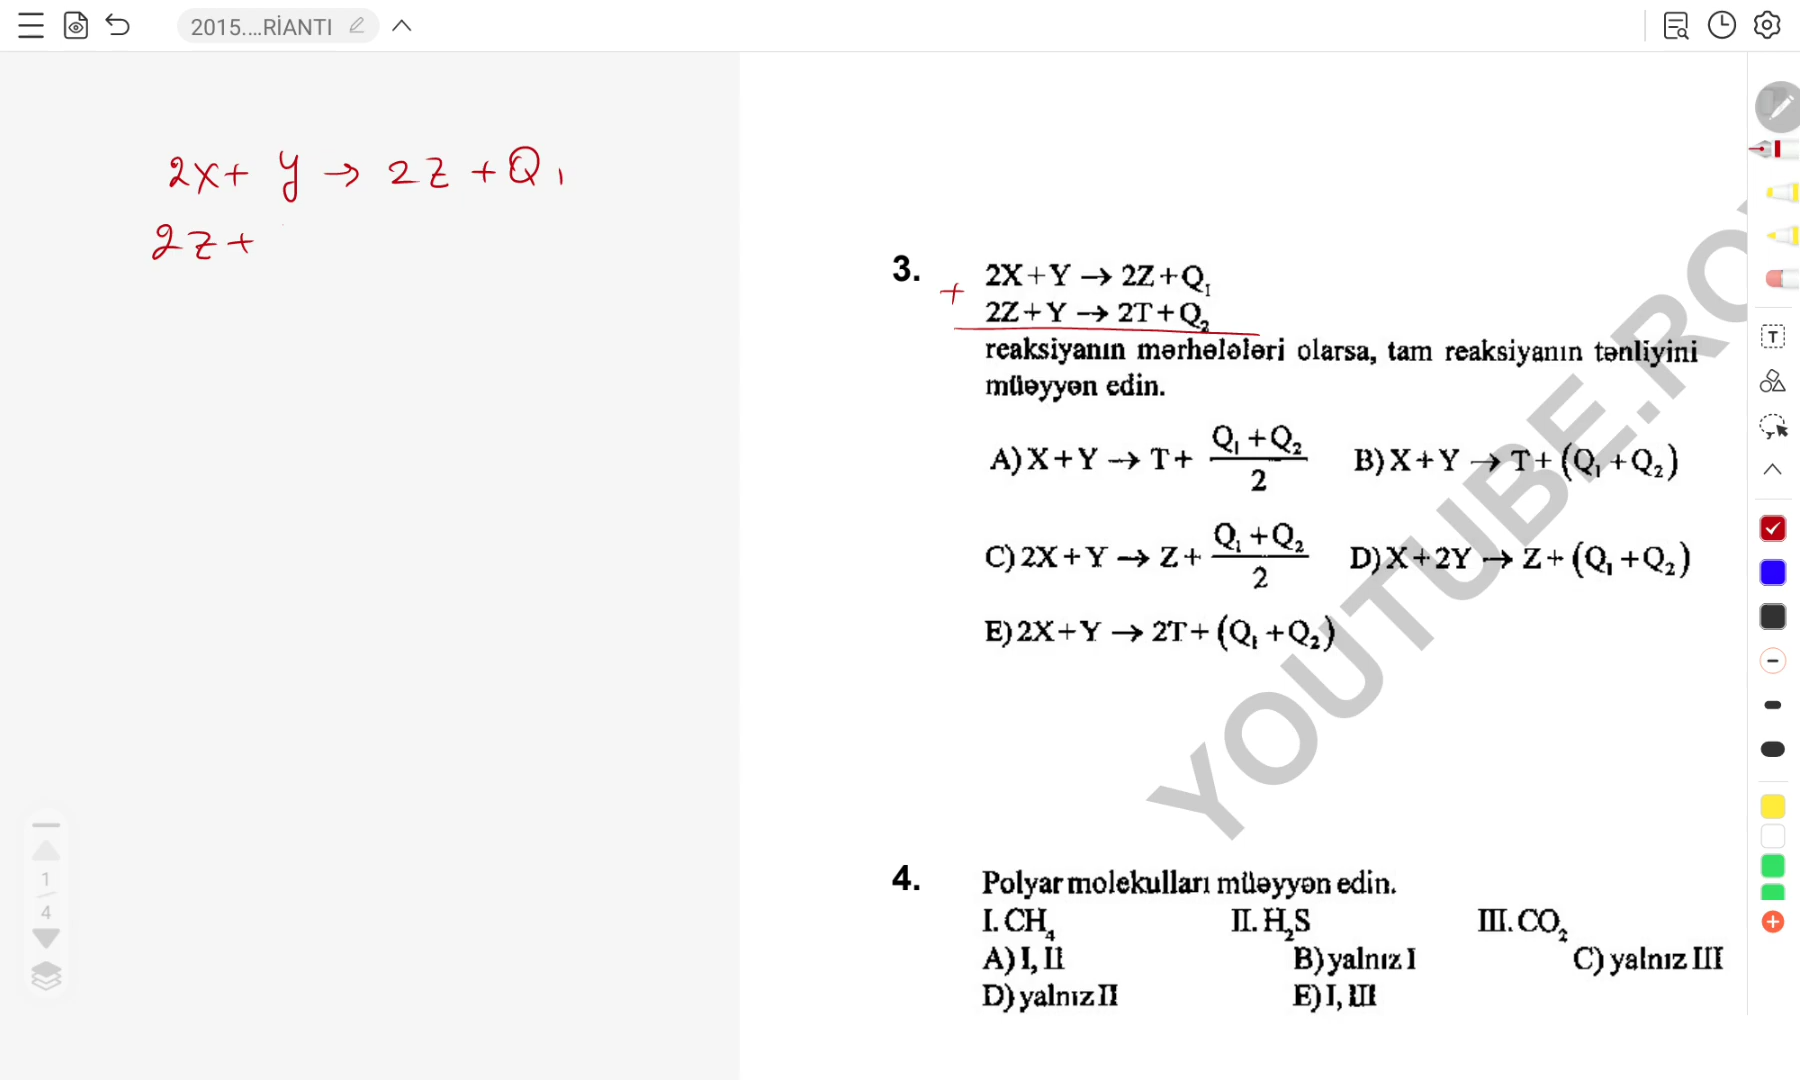 2015....RİANTI
2X+ Y → 2Z +Q1
2Z+
3.
+
2X+Y → 2Z+Q₁
2Z+Y → 2T+Q₂
reaksiyanın mərhələləri olarsa, tam reaksiyanın tənliyini
müəyyən edin.
A) X+Y → T+ (Q₁+Q₂)/2 B) X+Y → T+(Q₁+Q₂)
C) 2X+Y → Z+ (Q₁+Q₂)/2 D) X+2Y → Z+(Q₁+Q₂)
E) 2X+Y → 2T+(Q₁+Q₂)
4.
Polyar molekulları müəyyən edin.
I. CH₄ II. H₂S III. CO₂
A) I, II B) yalnız I C) yalnız III
D) yalnız II E) I, III
YOUTUBE.RO
1
4
T